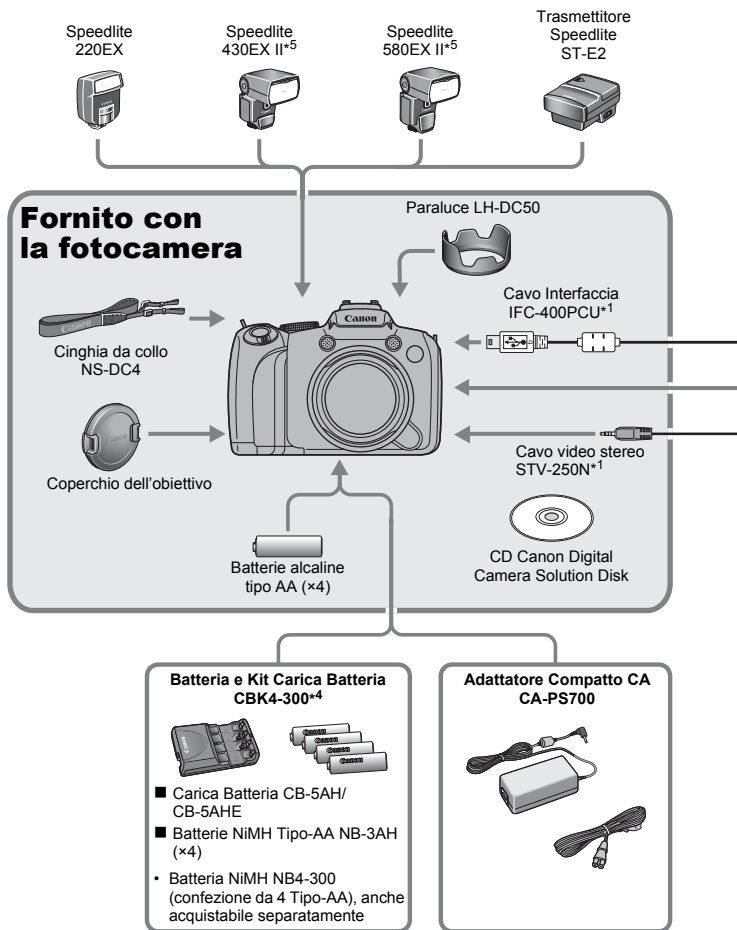 Speedlite
220EX
Speedlite
430EX II*5
Speedlite
580EX II*5
Trasmettitore
Speedlite
ST-E2
Fornito con
la fotocamera
Paraluce LH-DC50
Canon
Cinghia da collo
NS-DC4
Canon
Cavo Interfaccia
IFC-400PCU*1
Canon
Coperchio dell'obiettivo
Cavo video stereo
STV-250N*1
Batterie alcaline
tipo AA (×4)
CD Canon Digital
Camera Solution Disk
Batteria e Kit Carica Batteria
CBK4-300*4
Canon
Canon
Canon
Canon
Canon
■ Carica Batteria CB-5AH/
CB-5AHE
■ Batterie NiMH Tipo-AA NB-3AH
(×4)
• Batteria NiMH NB4-300
(confezione da 4 Tipo-AA), anche
acquistabile separatamente
Adattatore Compatto CA
CA-PS700